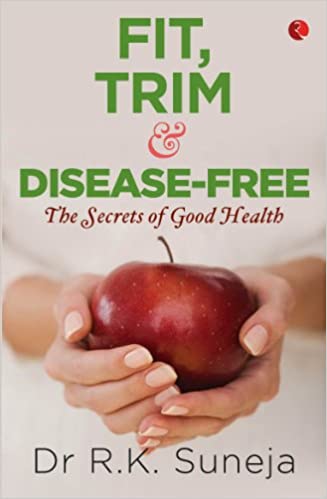 FIT,
TRIM
&
DISEASE-FREE
The Secrets of Good Health
Dr R.K. Suneja